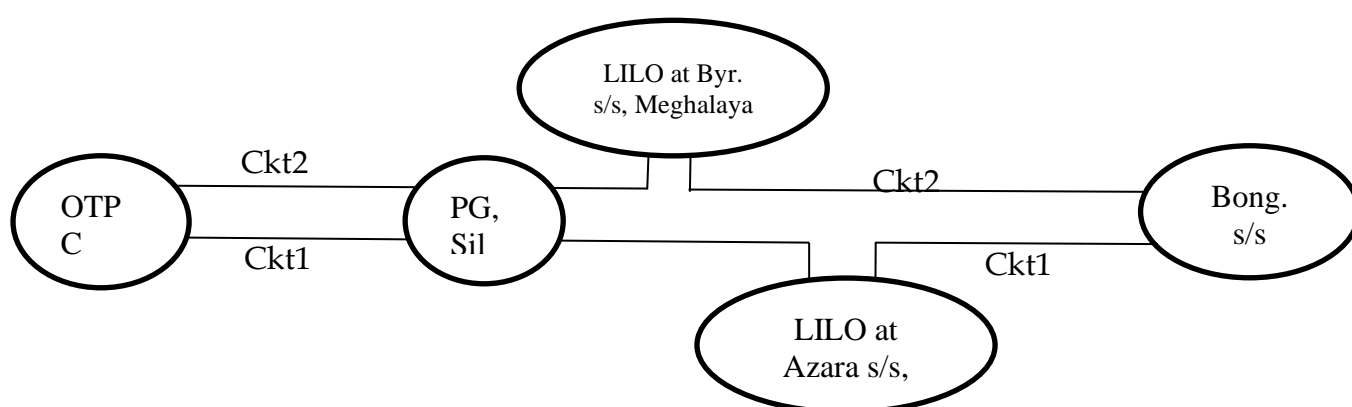 LILO at Byr.
s/s, Meghalaya
Ckt2
OTP
C
Ckt1
PG,
Sil
Ckt2
Bong.
s/s
Ckt1
LILO at
Azara s/s,